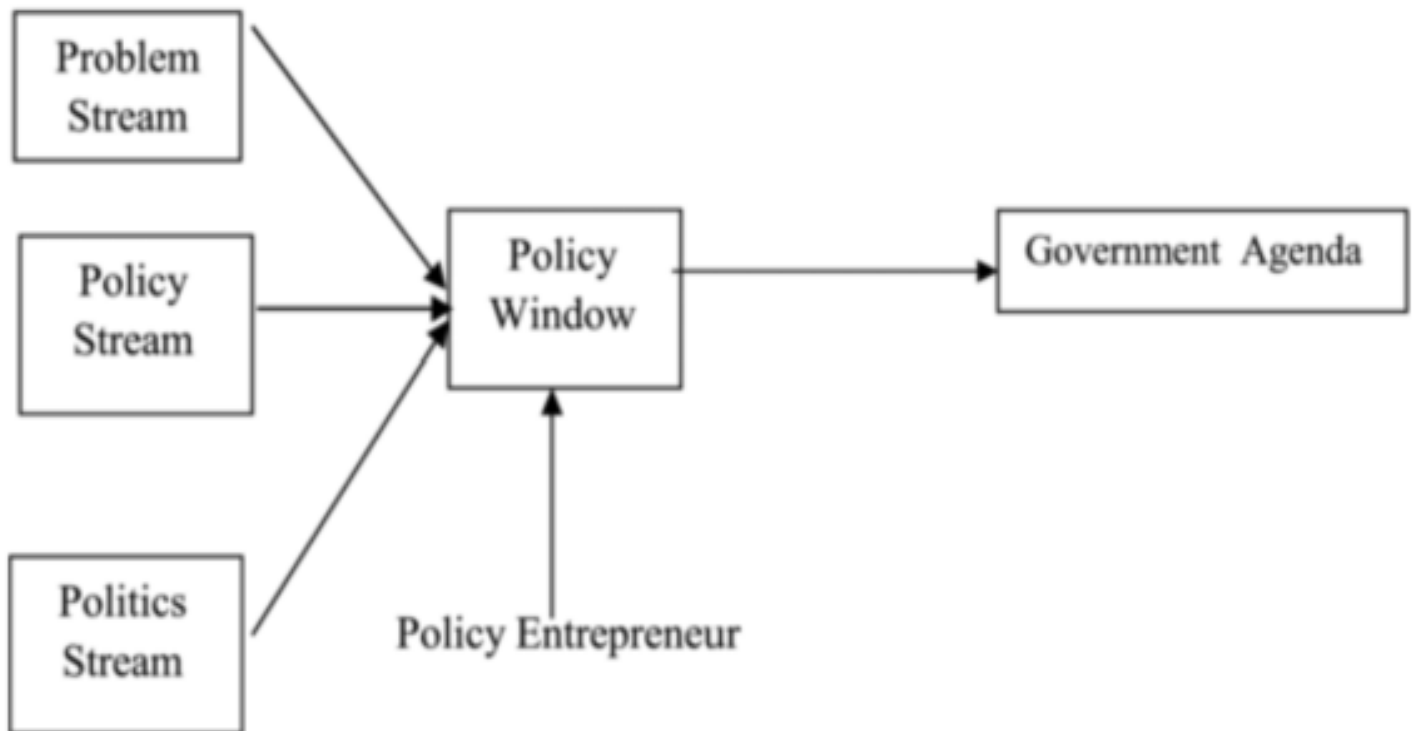 Problem
Stream
Policy
Stream
Policy
Window
Government Agenda
Politics
Stream
Policy Entrepreneur